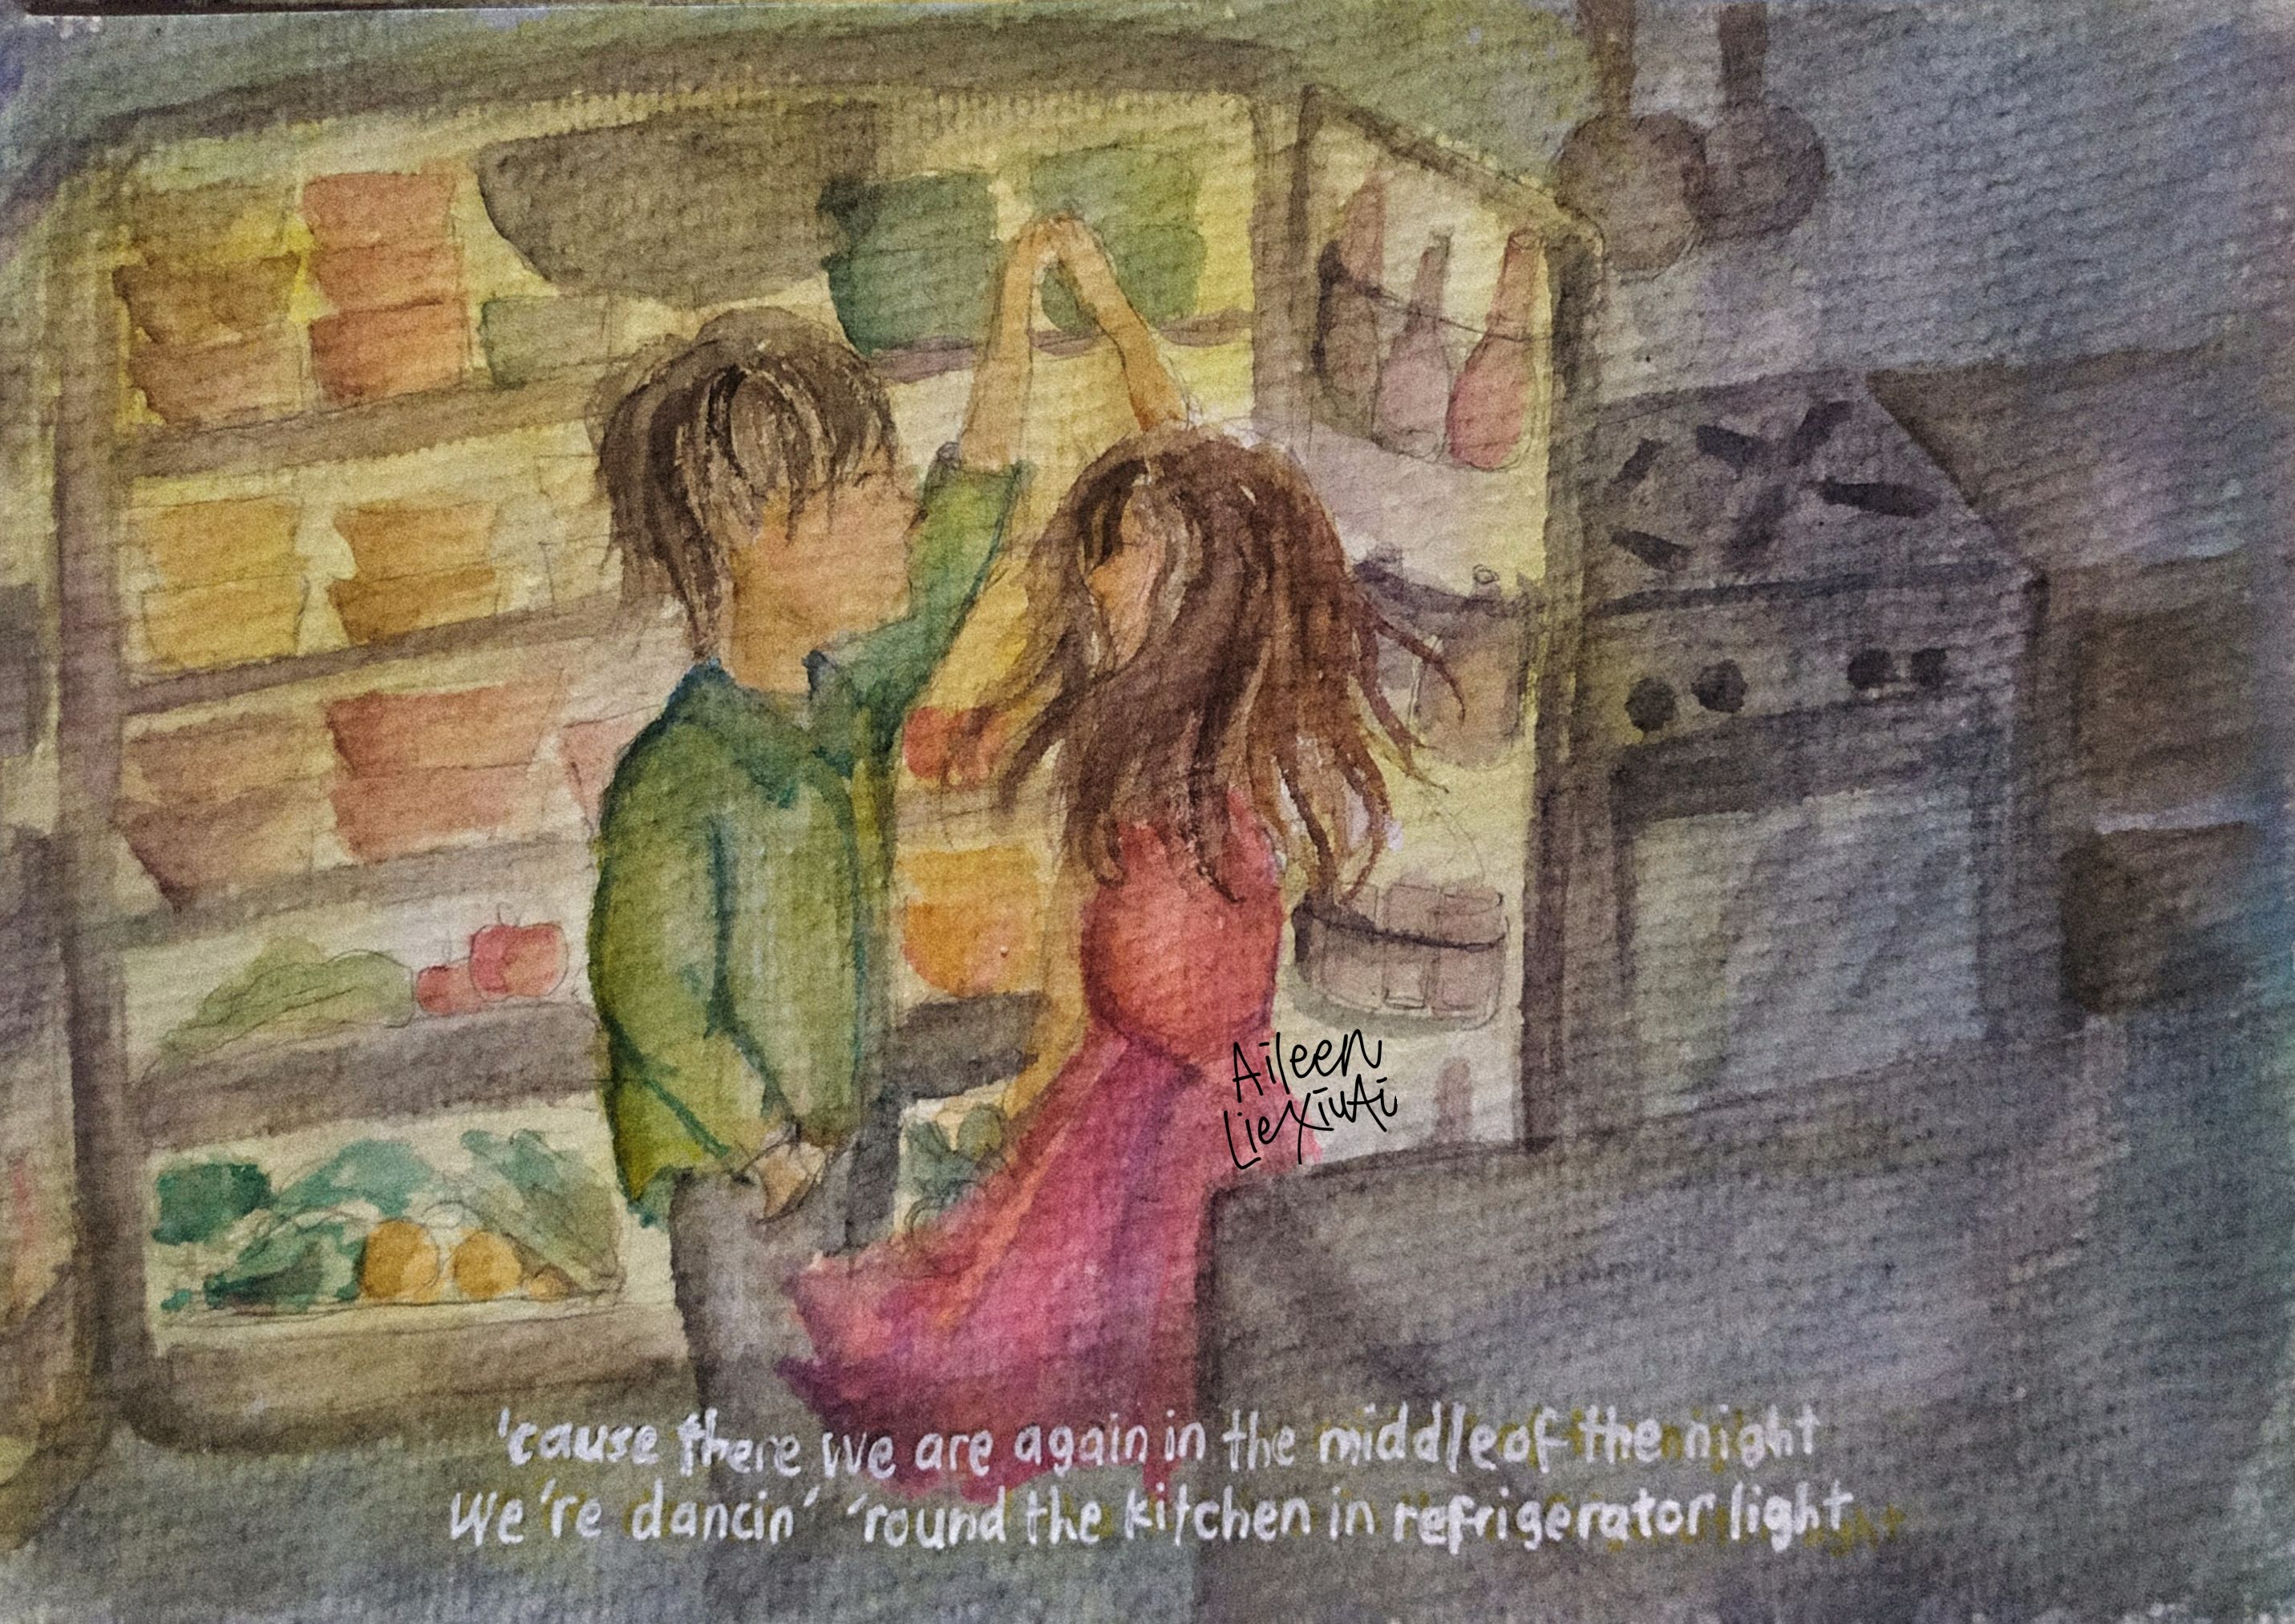 Aileen
LieXiuAi
'cause there we are again in the middle of the night
We're dancin' 'round the kitchen in refrigerator light